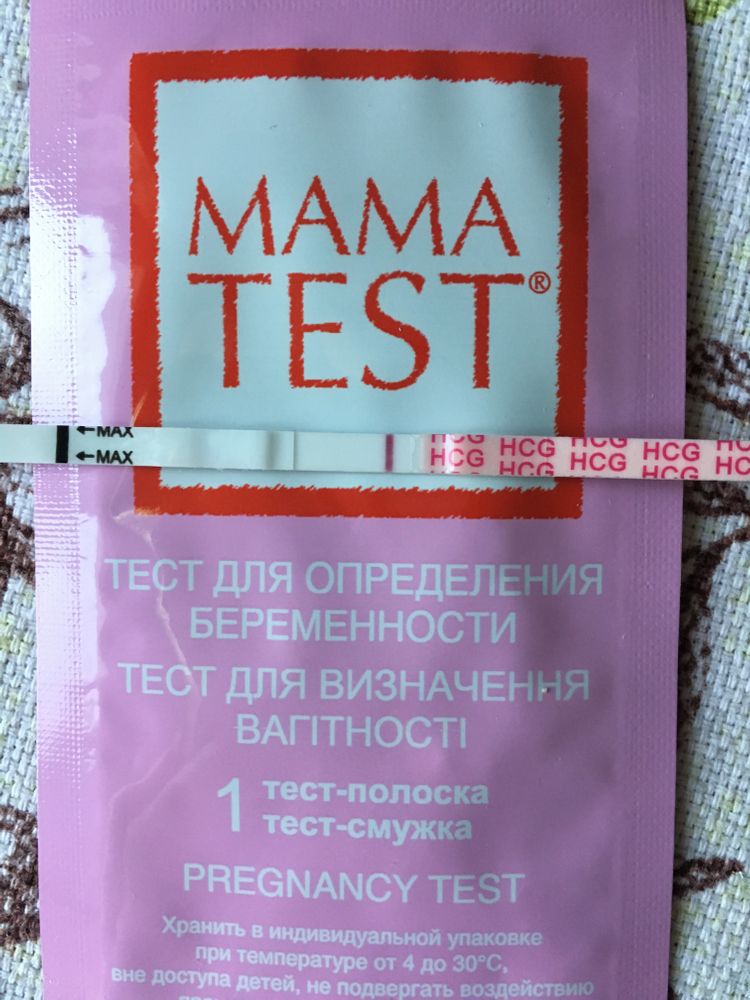 MAMA
TEST®
←MAX
←MAX
HCG HCG HCG HCG HCG
HCG HCG HCG HCG HC
ТЕСТ ДЛЯ ОПРЕДЕЛЕНИЯ
БЕРЕМЕННОСТИ
ТЕСТ ДЛЯ ВИЗНАЧЕННЯ
ВАГІТНОСТІ
1 тест-полоска
тест-смужка
PREGNANCY TEST
Хранить в индивидуальной упаковке
при температуре от 4 до 30°С,
вне доступа детей, не подвергать воздействию